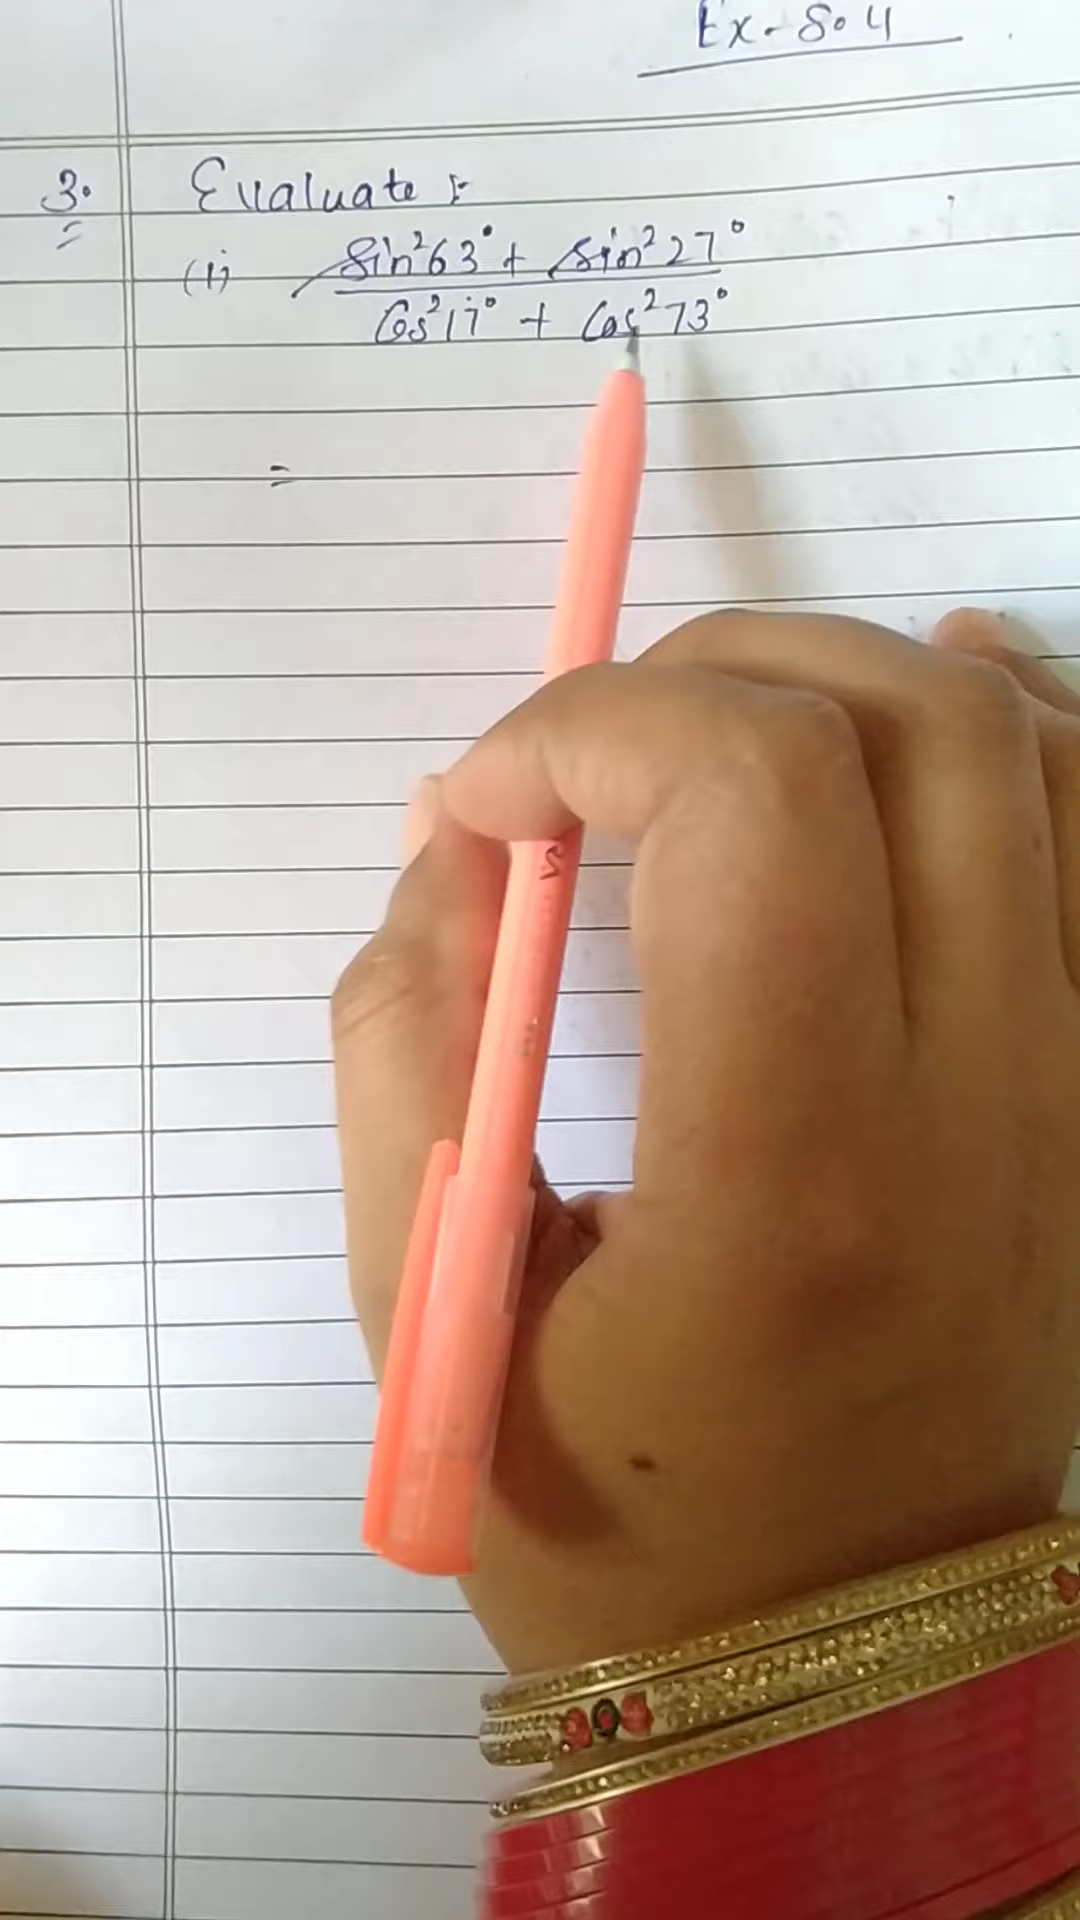 Ex-8.4
3. Evaluate :-
(i) sin²63° + sin²27°
Cos²17° + Cos²73°
=